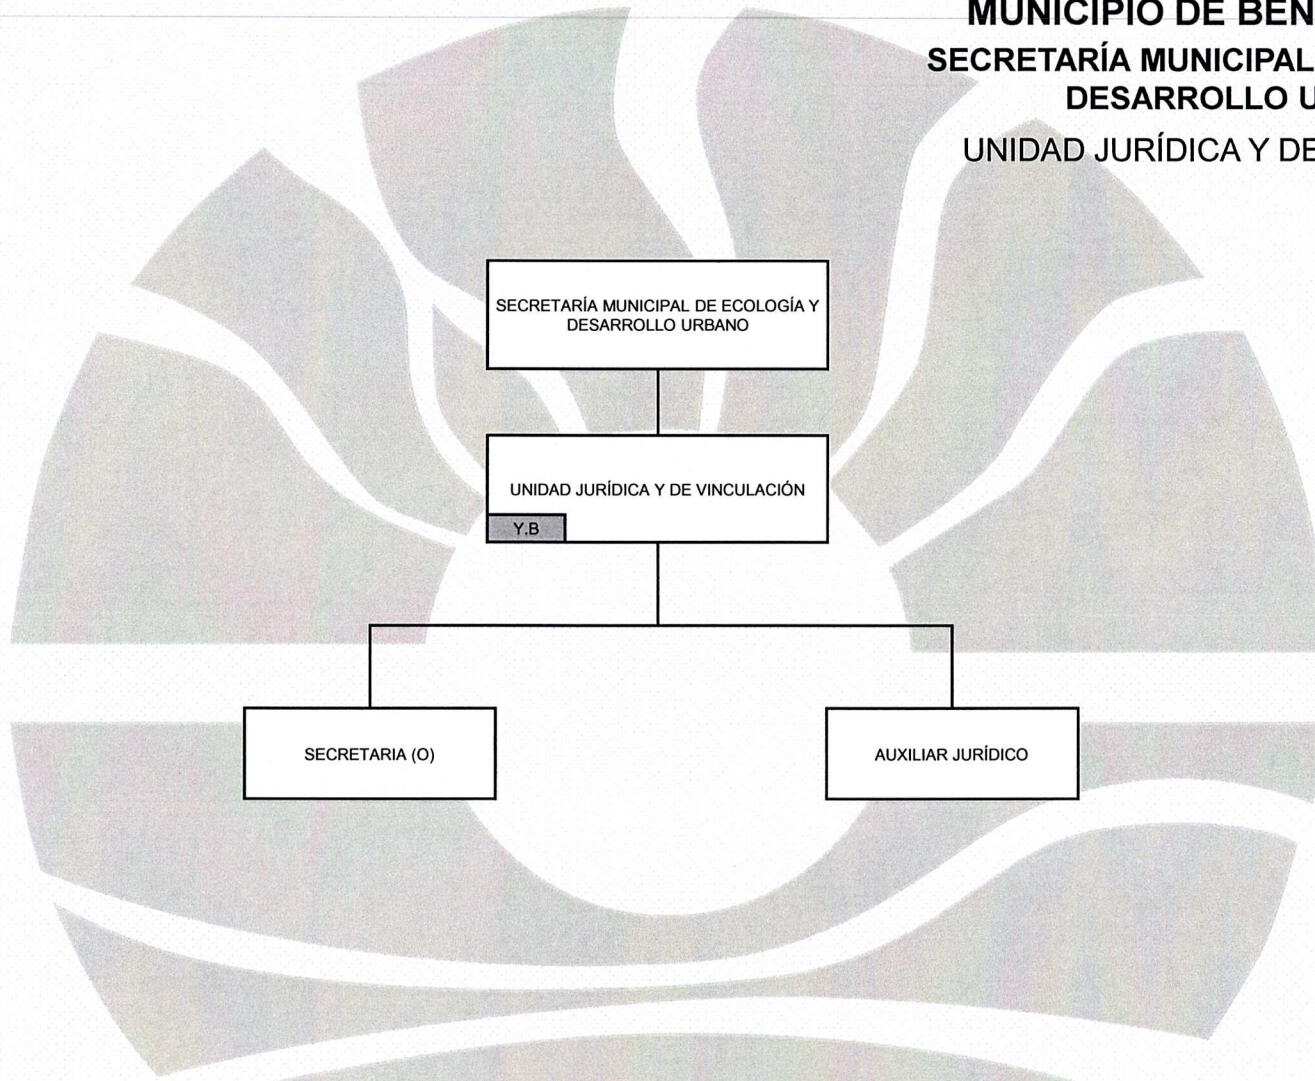 MUNICIPIO DE BEN
SECRETARÍA MUNICIPAL
DESARROLLO U
UNIDAD JURÍDICA Y DE
SECRETARÍA MUNICIPAL DE ECOLOGÍA Y
DESARROLLO URBANO
UNIDAD JURÍDICA Y DE VINCULACIÓN
Y.B
SECRETARIA (O)
AUXILIAR JURÍDICO